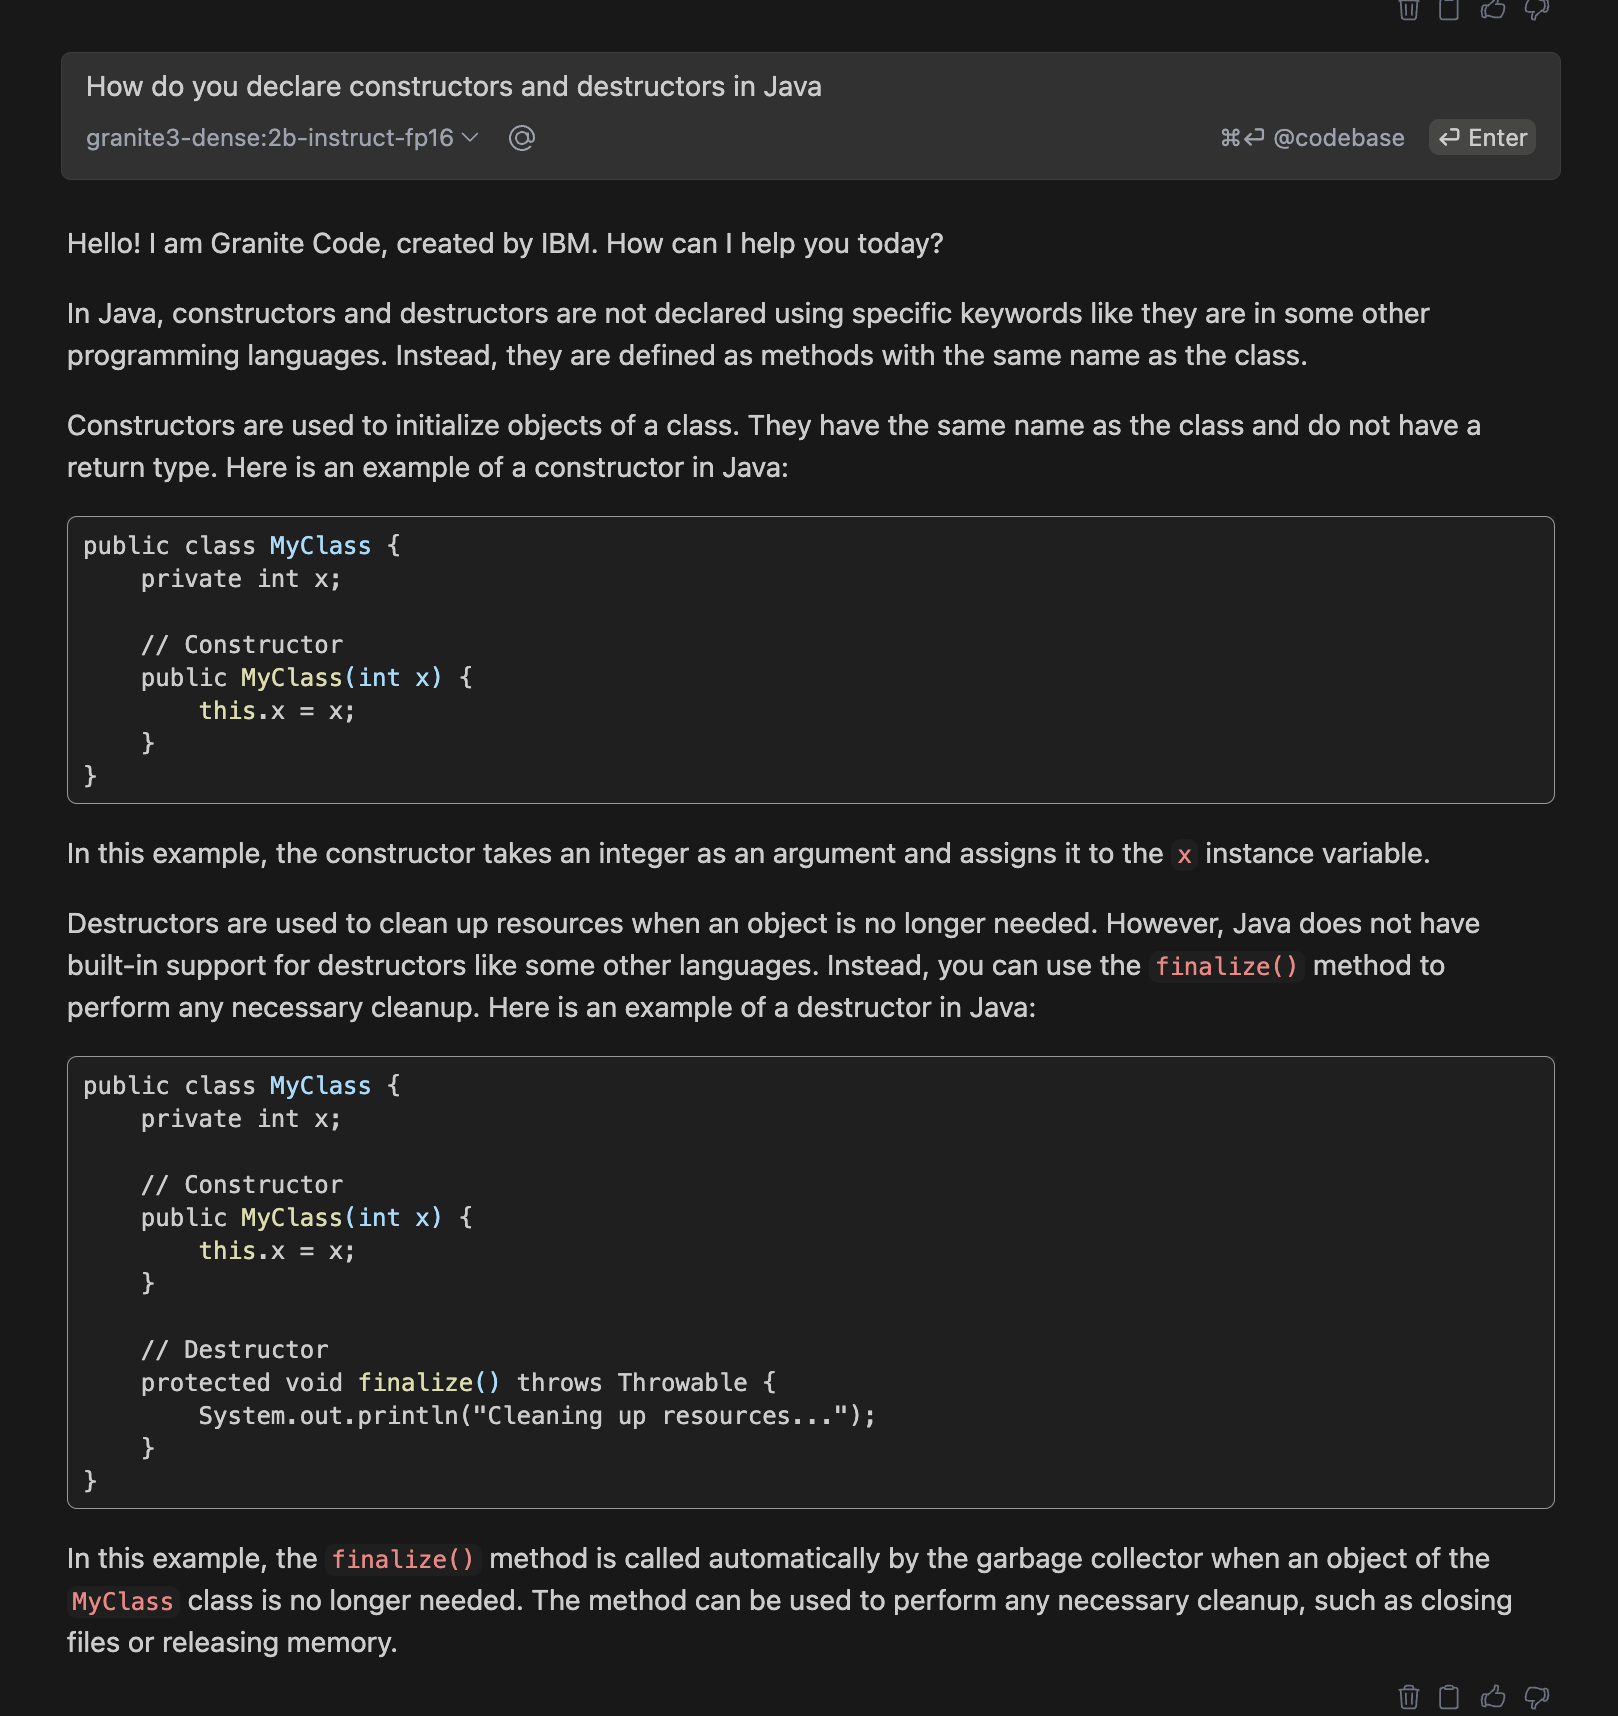 How do you declare constructors and destructors in Java
granite3-dense:2b-instruct-fp16 @ ⌘⏎ @codebase ⏎ Enter
Hello! I am Granite Code, created by IBM. How can I help you today?
In Java, constructors and destructors are not declared using specific keywords like they are in some other
programming languages. Instead, they are defined as methods with the same name as the class.
Constructors are used to initialize objects of a class. They have the same name as the class and do not have a
return type. Here is an example of a constructor in Java:
public class MyClass {
    private int x;

    // Constructor
    public MyClass(int x) {
        this.x = x;
    }
}
In this example, the constructor takes an integer as an argument and assigns it to the x instance variable.
Destructors are used to clean up resources when an object is no longer needed. However, Java does not have
built-in support for destructors like some other languages. Instead, you can use the finalize() method to
perform any necessary cleanup. Here is an example of a destructor in Java:
public class MyClass {
    private int x;

    // Constructor
    public MyClass(int x) {
        this.x = x;
    }

    // Destructor
    protected void finalize() throws Throwable {
        System.out.println("Cleaning up resources...");
    }
}
In this example, the finalize() method is called automatically by the garbage collector when an object of the
MyClass class is no longer needed. The method can be used to perform any necessary cleanup, such as closing
files or releasing memory.